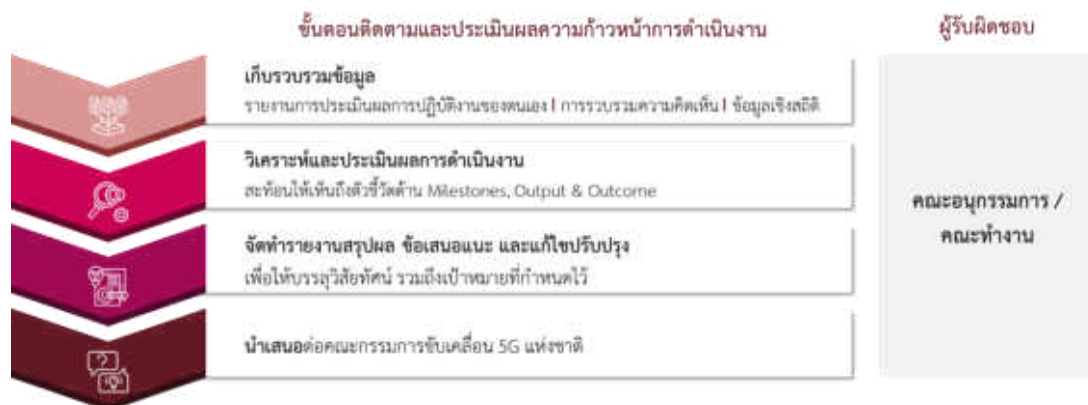 ขั้นตอนติดตามและประเมินผลความก้าวหน้าการดำเนินงาน
ผู้รับผิดชอบ
เก็บรวบรวมข้อมูล
รายงานการประเมินผลการปฏิบัติงานของตนเอง | การรวบรวมความคิดเห็น | ข้อมูลเชิงสถิติ
วิเคราะห์และประเมินผลการดำเนินงาน
สะท้อนให้เห็นถึงตัวชี้วัดด้าน Milestones, Output & Outcome
จัดทำรายงานสรุปผล ข้อเสนอแนะ และแก้ไขปรับปรุง
เพื่อให้บรรลุวิสัยทัศน์ รวมถึงเป้าหมายที่กำหนดไว้
นำเสนอต่อคณะกรรมการขับเคลื่อน 5G แห่งชาติ
คณะอนุกรรมการ /
คณะทำงาน